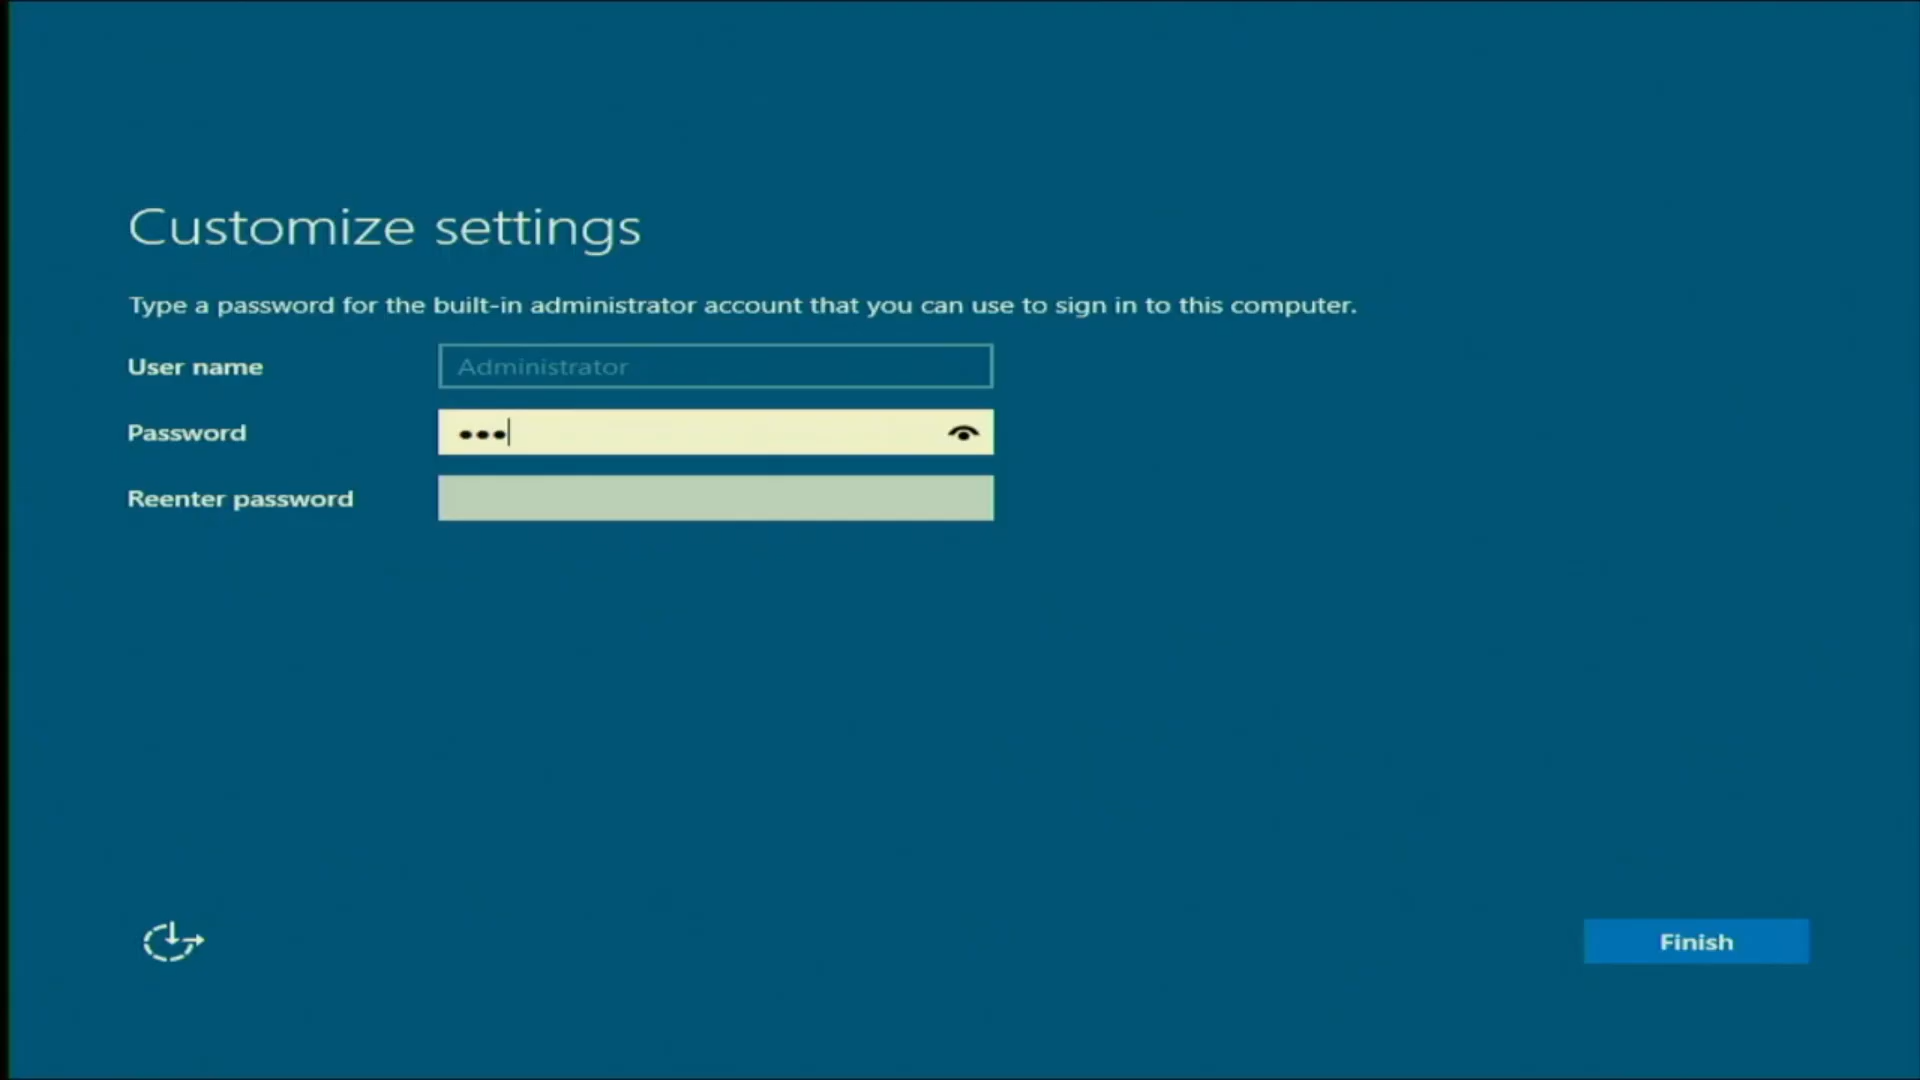 Customize settings
Type a password for the built-in administrator account that you can use to sign in to this computer.
User name
Administrator
Password
•••
Reenter password
Finish